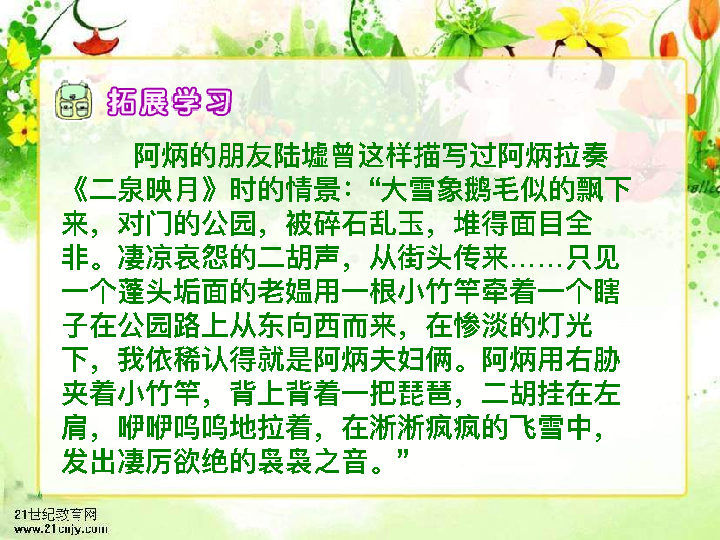 拓展学习
阿炳的朋友陆墟曾这样描写过阿炳拉奏
《二泉映月》时的情景：“大雪象鹅毛似的飘下
来，对门的公园，被碎石乱玉，堆得面目全
非。凄凉哀怨的二胡声，从街头传来……只见
一个蓬头垢面的老媪用一根小竹竿牵着一个瞎
子在公园路上从东向西而来，在惨淡的灯光
下，我依稀认得就是阿炳夫妇俩。阿炳用右胁
夹着小竹竿，背上背着一把琵琶，二胡挂在左
肩，咿咿呜呜地拉着，在淅淅疯疯的飞雪中，
发出凄厉欲绝的袅袅之音。”
21世纪教育网
www.21cnjy.com